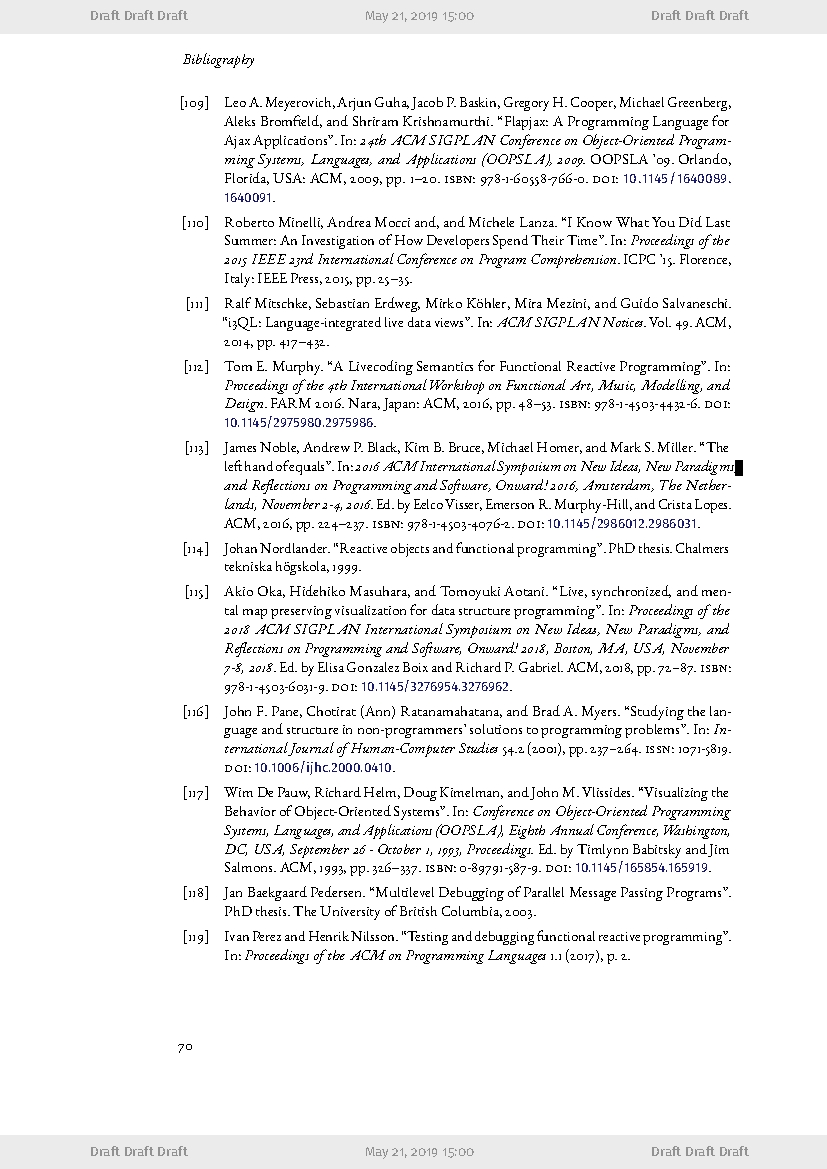 Draft Draft Draft May 21, 2019 15:00 Draft Draft Draft
Bibliography
[109] Leo A. Meyerovich, Arjun Guha, Jacob P. Baskin, Gregory H. Cooper, Michael Greenberg,
Aleks Bromfield, and Shriram Krishnamurthi. “Flapjax: A Programming Language for
Ajax Applications”. In: 24th ACM SIGPLAN Conference on Object-Oriented Program-
ming Systems, Languages, and Applications (OOPSLA), 2009. OOPSLA ’09. Orlando,
Florida, USA: ACM, 2009, pp. 1–20. ISBN: 978-1-60558-766-0. DOI: 10.1145/1640089.
1640091.
[110] Roberto Minelli, Andrea Mocci and, and Michele Lanza. “I Know What You Did Last
Summer: An Investigation of How Developers Spend Their Time”. In: Proceedings of the
2015 IEEE 23rd International Conference on Program Comprehension. ICPC ’15. Florence,
Italy: IEEE Press, 2015, pp. 25–35.
[111] Ralf Mitschke, Sebastian Erdweg, Mirko Köhler, Mira Mezini, and Guido Salvaneschi.
“i3QL: Language-integrated live data views”. In: ACM SIGPLAN Notices. Vol. 49. ACM,
2014, pp. 417–432.
[112] Tom E. Murphy. “A Livecoding Semantics for Functional Reactive Programming”. In:
Proceedings of the 4th International Workshop on Functional Art, Music, Modelling, and
Design. FARM 2016. Nara, Japan: ACM, 2016, pp. 48–53. ISBN: 978-1-4503-4432-6. DOI:
10.1145/2975980.2975986.
[113] James Noble, Andrew P. Black, Kim B. Bruce, Michael Homer, and Mark S. Miller. “The
left hand of equals”. In: 2016 ACM International Symposium on New Ideas, New Paradigms,
and Reflections on Programming and Software, Onward! 2016, Amsterdam, The Nether-
lands, November 2-4, 2016. Ed. by Eelco Visser, Emerson R. Murphy-Hill, and Crista Lopes.
ACM, 2016, pp. 224–237. ISBN: 978-1-4503-4076-2. DOI: 10.1145/2986012.2986031.
[114] Johan Nordlander. “Reactive objects and functional programming”. PhD thesis. Chalmers
tekniska högskola, 1999.
[115] Akio Oka, Hidehiko Masuhara, and Tomoyuki Aotani. “Live, synchronized, and men-
tal map preserving visualization for data structure programming”. In: Proceedings of the
2018 ACM SIGPLAN International Symposium on New Ideas, New Paradigms, and
Reflections on Programming and Software, Onward! 2018, Boston, MA, USA, November
7-8, 2018. Ed. by Elisa Gonzalez Boix and Richard P. Gabriel. ACM, 2018, pp. 72–87. ISBN:
978-1-4503-6031-9. DOI: 10.1145/3276954.3276962.
[116] John F. Pane, Chotirat (Ann) Ratanamahatana, and Brad A. Myers. “Studying the lan-
guage and structure in non-programmers’ solutions to programming problems”. In: In-
ternational Journal of Human-Computer Studies 54.2 (2001), pp. 237–264. ISSN: 1071-5819.
DOI: 10.1006/ijhc.2000.0410.
[117] Wim De Pauw, Richard Helm, Doug Kimelman, and John M. Vlissides. “Visualizing the
Behavior of Object-Oriented Systems”. In: Conference on Object-Oriented Programming
Systems, Languages, and Applications (OOPSLA), Eighth Annual Conference, Washington,
DC, USA, September 26 - October 1, 1993, Proceedings. Ed. by Timlynn Babitsky and Jim
Salmons. ACM, 1993, pp. 326–337. ISBN: 0-89791-587-9. DOI: 10.1145/165854.165919.
[118] Jan Baekgaard Pedersen. “Multilevel Debugging of Parallel Message Passing Programs”.
PhD thesis. The University of British Columbia, 2003.
[119] Ivan Perez and Henrik Nilsson. “Testing and debugging functional reactive programming”.
In: Proceedings of the ACM on Programming Languages 1.1 (2017), p. 2.
70
Draft Draft Draft May 21, 2019 15:00 Draft Draft Draft